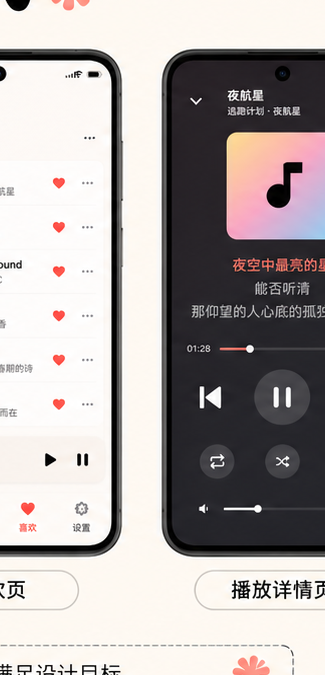 夜航星
追跑计划 · 夜航星
航星
ound
香
春期的诗
而在
夜空中最亮的星
能否听清
那仰望的人心底的孤独
01:28
喜欢
设置
欢页
播放详情页
满足设计目标